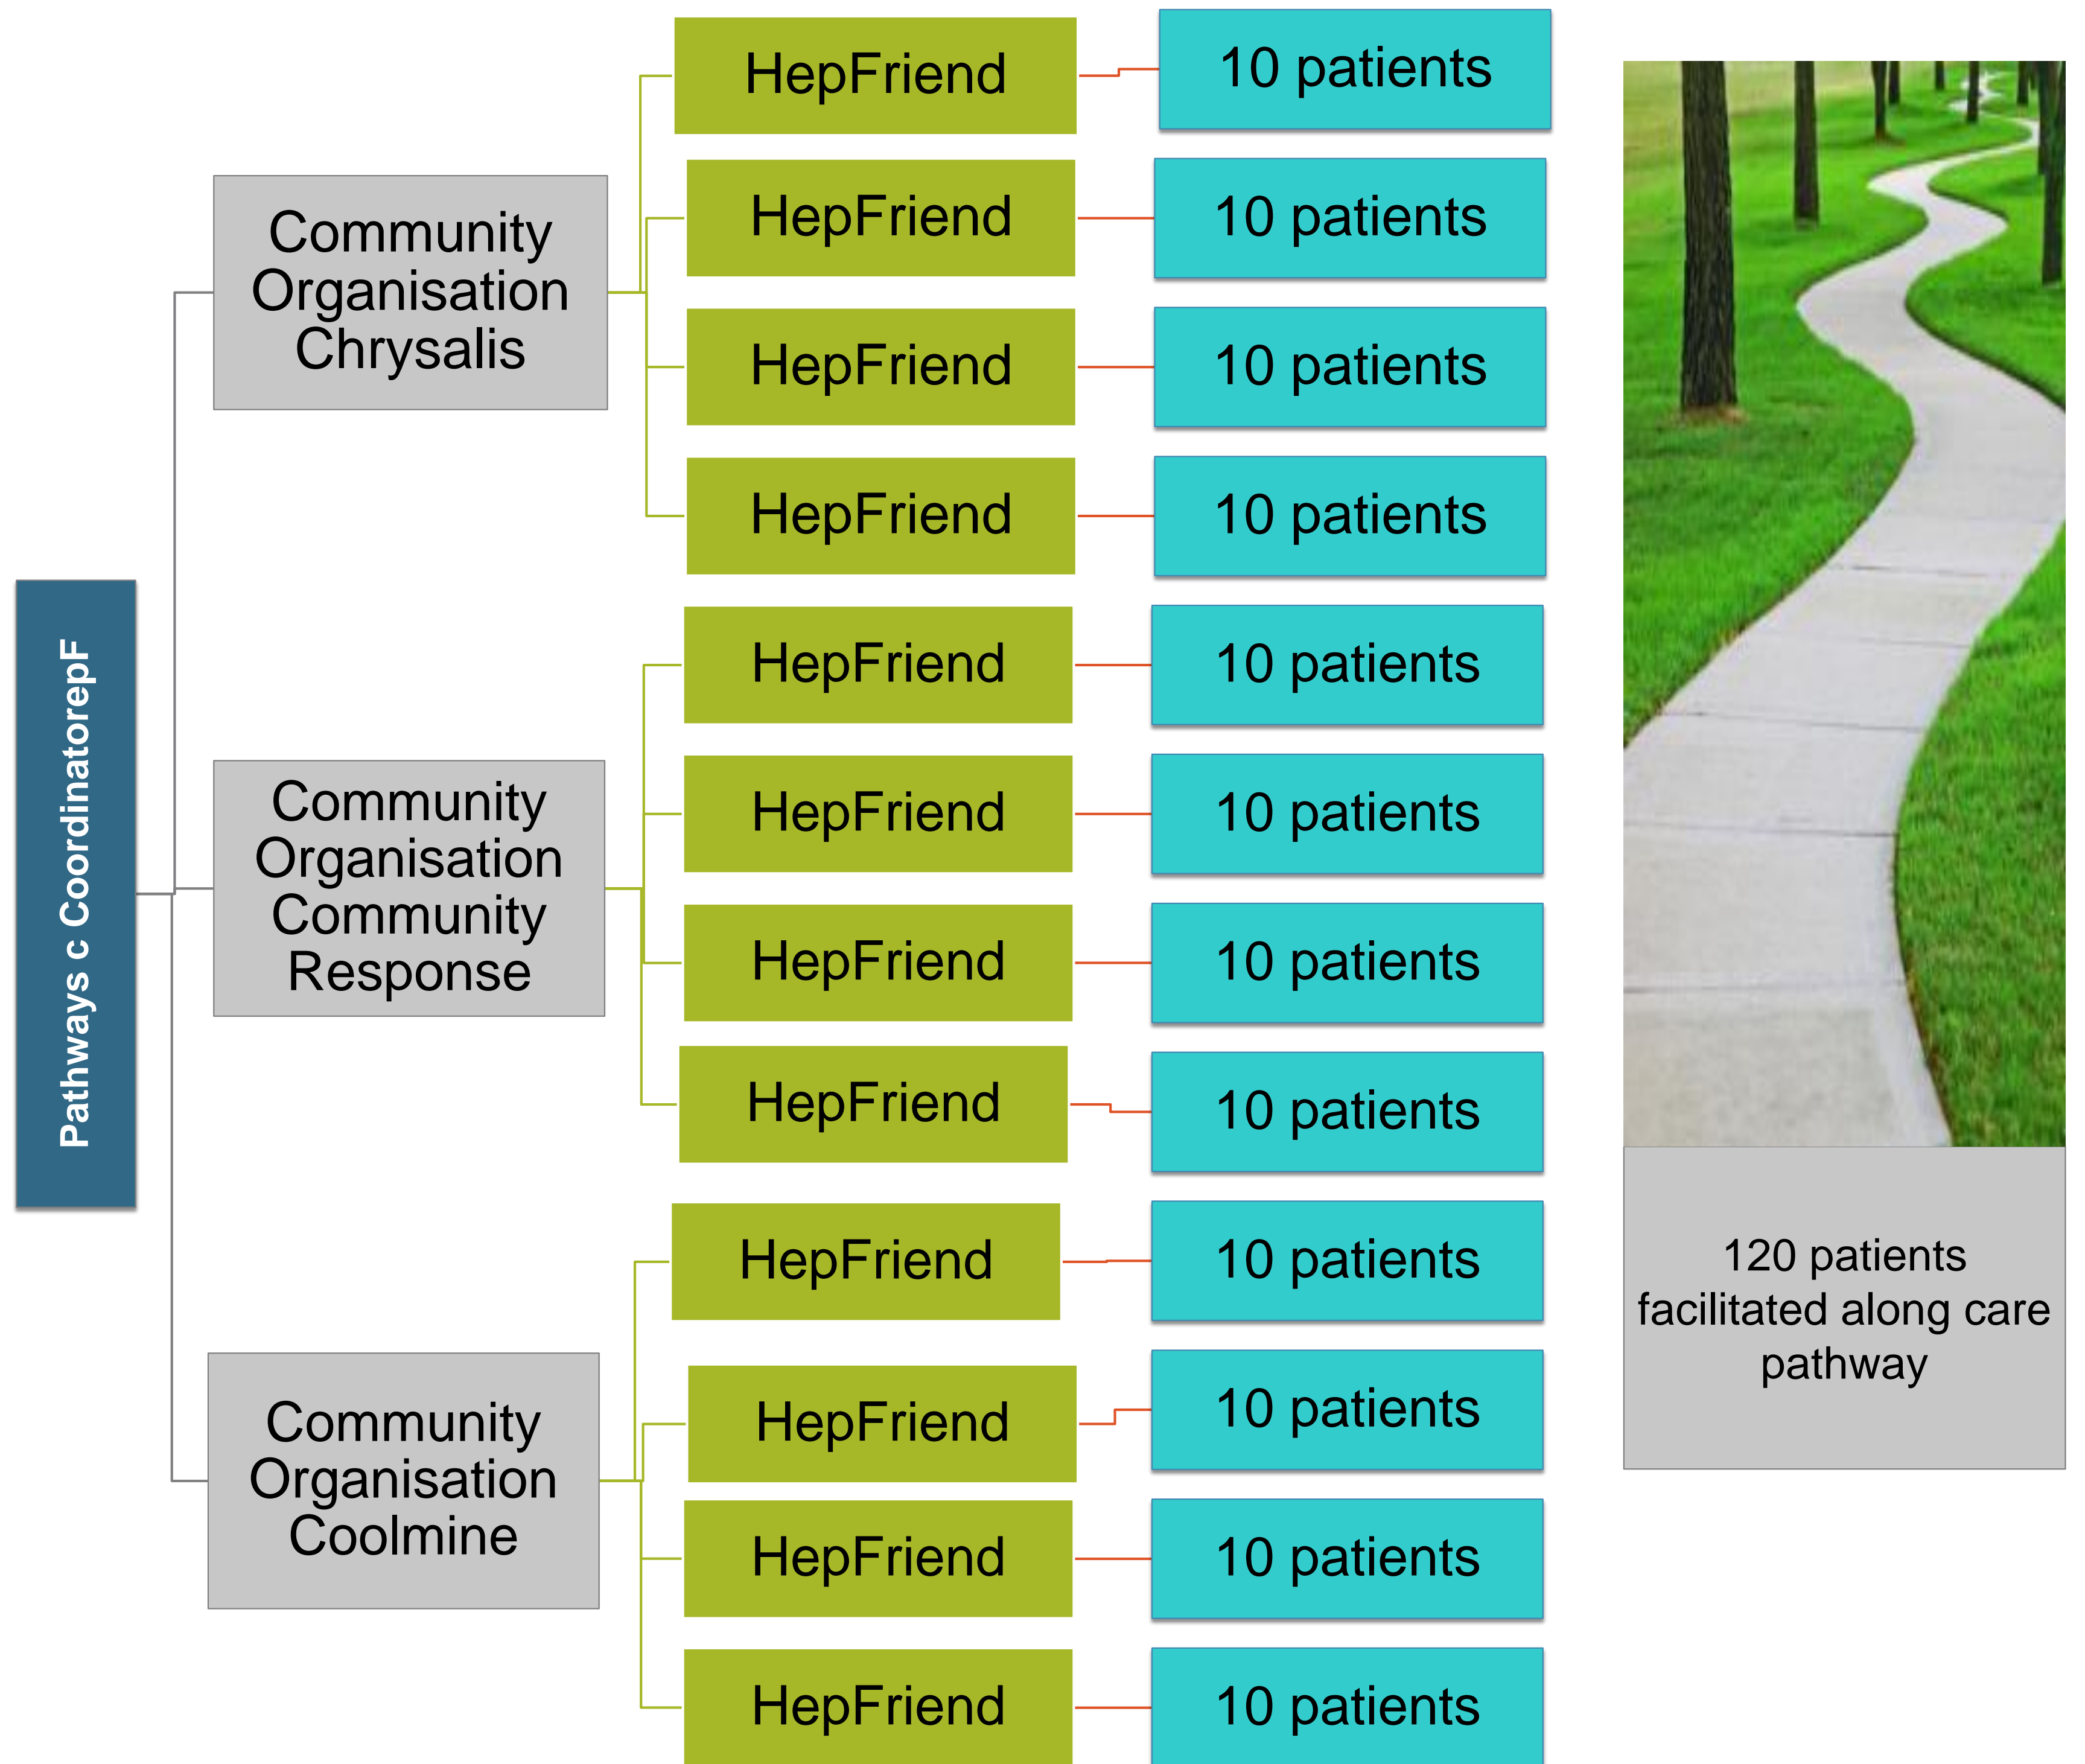 Pathways c CoordinatorepF
Community
Organisation
Chrysalis
HepFriend
10 patients
HepFriend
10 patients
HepFriend
10 patients
HepFriend
10 patients
Community
Organisation
Community
Response
HepFriend
10 patients
HepFriend
10 patients
HepFriend
10 patients
HepFriend
10 patients
Community
Organisation
Coolmine
HepFriend
10 patients
HepFriend
10 patients
HepFriend
10 patients
HepFriend
10 patients
120 patients
facilitated along care
pathway